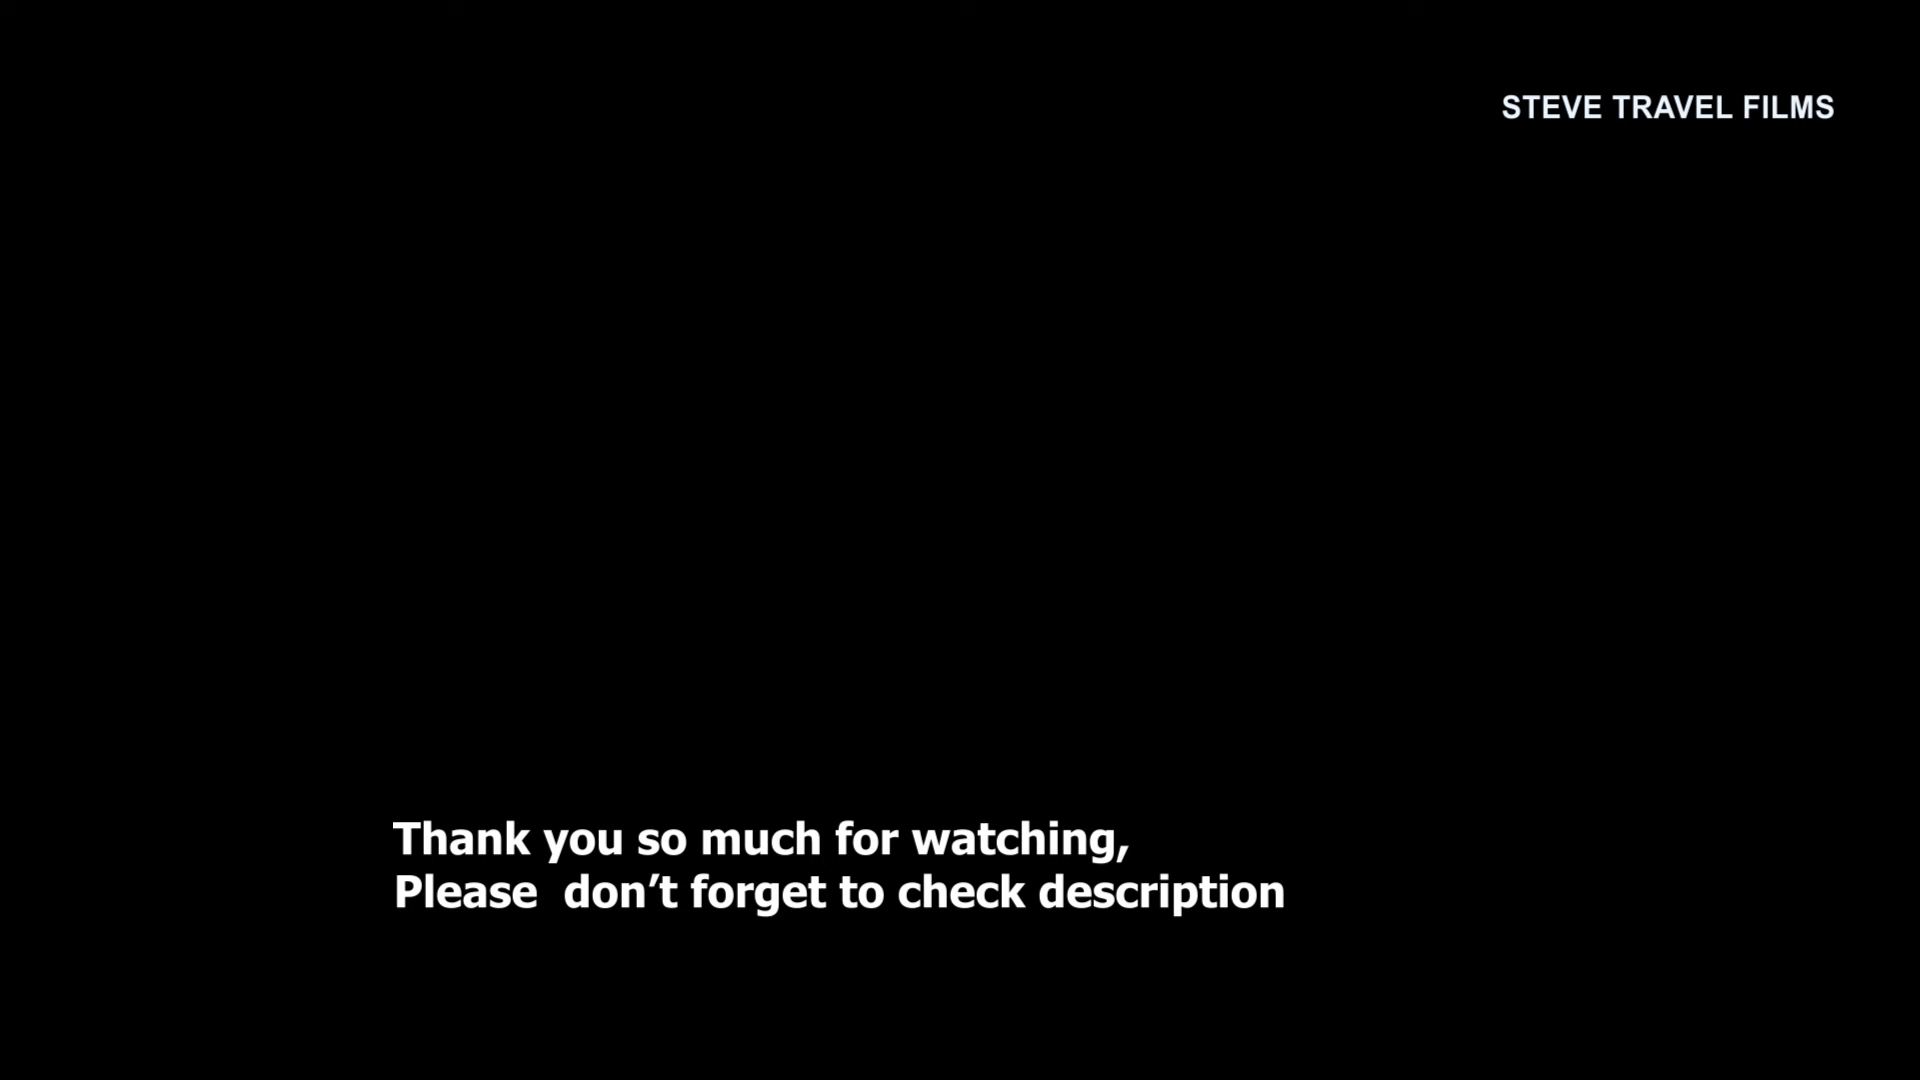 STEVE TRAVEL FILMS
Thank you so much for watching,
Please  don’t forget to check description